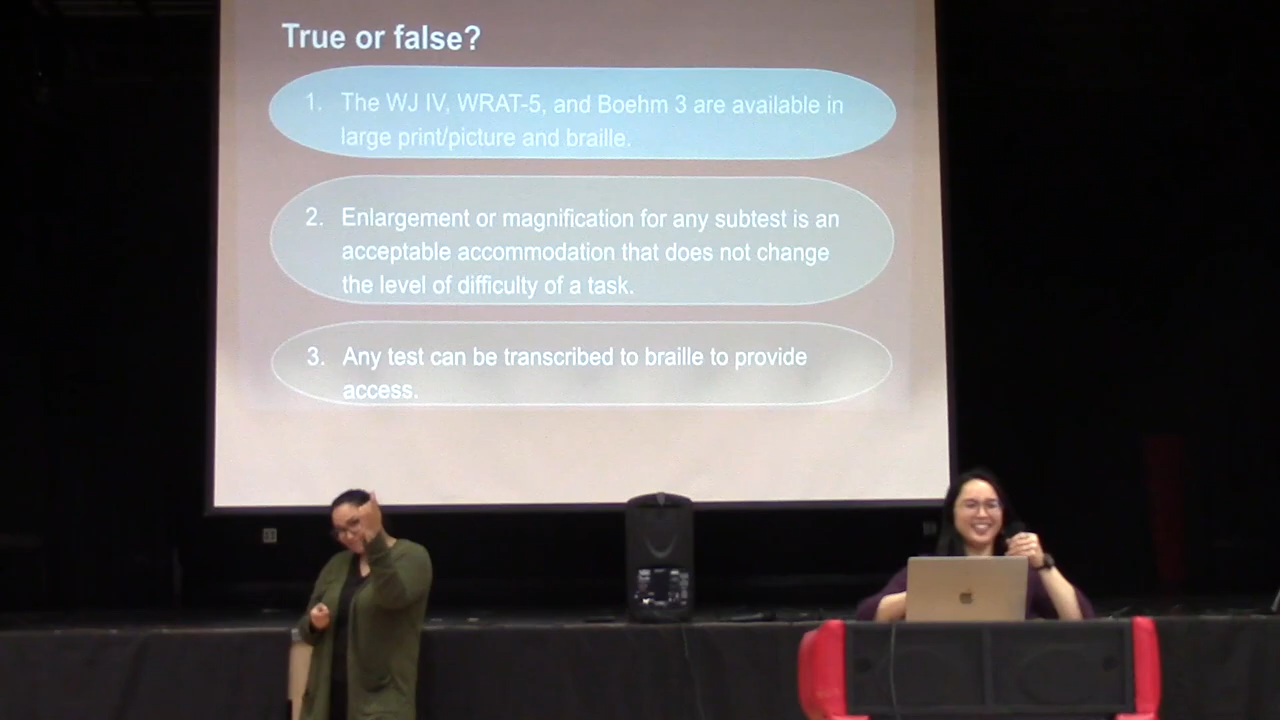 True or false?
1. The WJ IV, WRAT-5, and Boehm 3 are available in
large print/picture and braille.
2. Enlargement or magnification for any subtest is an
acceptable accommodation that does not change
the level of difficulty of a task.
3. Any test can be transcribed to braille to provide
access.